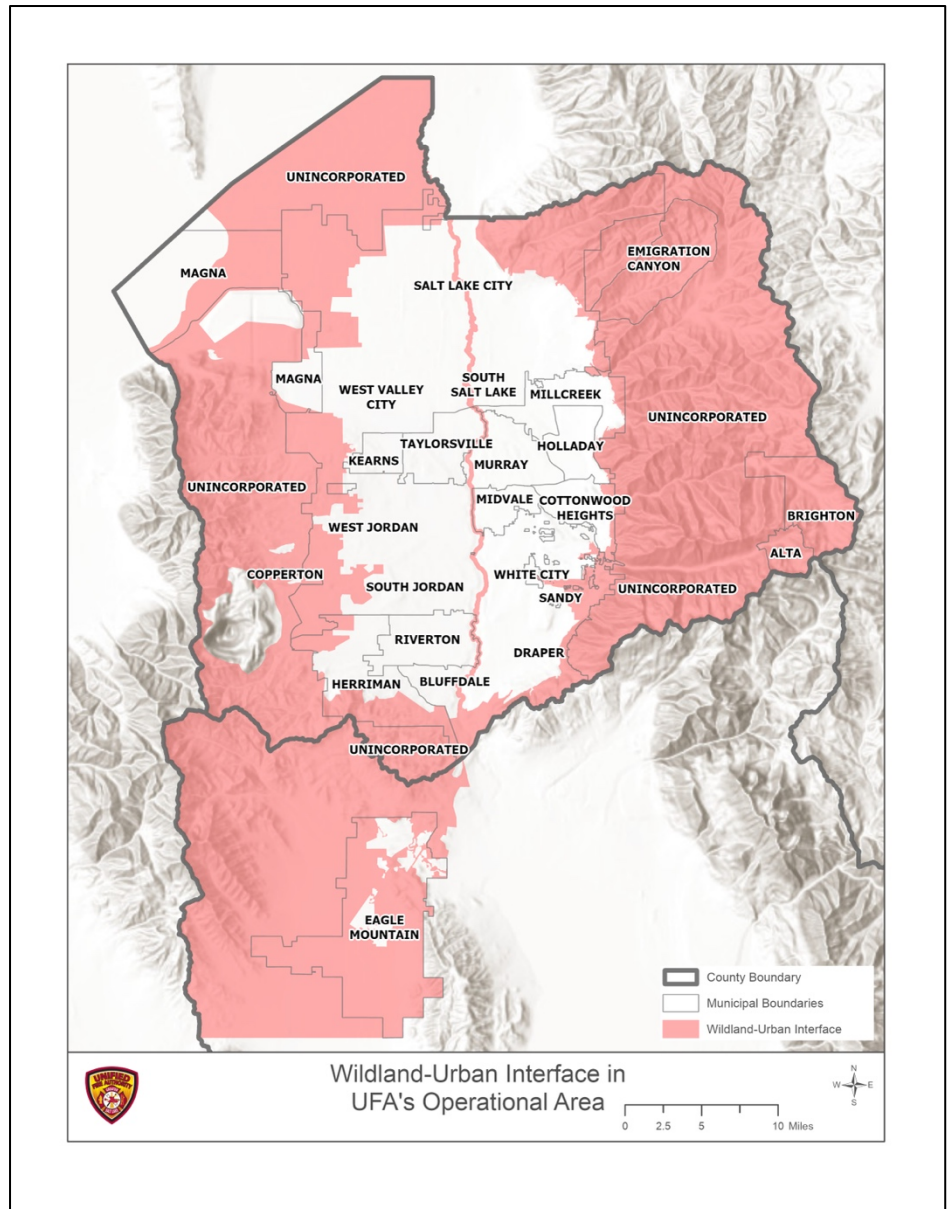 UNINCORPORATED
EMIGRATION
CANYON
MAGNA
SALT LAKE CITY
MAGNA
WEST VALLEY
CITY
SOUTH
SALT LAKE
MILLCREEK
UNINCORPORATED
TAYLORSVILLE
HOLLADAY
KEARNS
MURRAY
UNINCORPORATED
MIDVALE
COTTONWOOD
HEIGHTS
BRIGHTON
WEST JORDAN
ALTA
COPPERTON
WHITE CITY
SOUTH JORDAN
SANDY
UNINCORPORATED
RIVERTON
DRAPER
HERRIMAN
BLUFFDALE
UNINCORPORATED
EAGLE
MOUNTAIN
County Boundary
Municipal Boundaries
Wildland-Urban Interface
UNIFIED
FIRE AUTHORITY
Wildland-Urban Interface in
UFA's Operational Area
N
W E
S
0 2.5 5 10 Miles